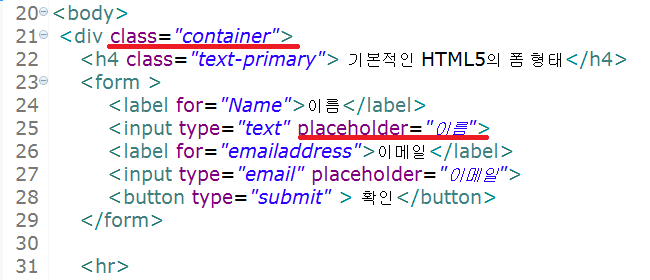 20 <body>
21 <div class="container">
22 <h4 class="text-primary"> 기본적인 HTML5의 폼 형태</h4>
23 <form >
24 <label for="Name">이름</label>
25 <input type="text" placeholder="이름">
26 <label for="emailaddress">이메일</label>
27 <input type="email" placeholder="이메일">
28 <button type="submit" > 확인</button>
29 </form>
30
31 <hr>